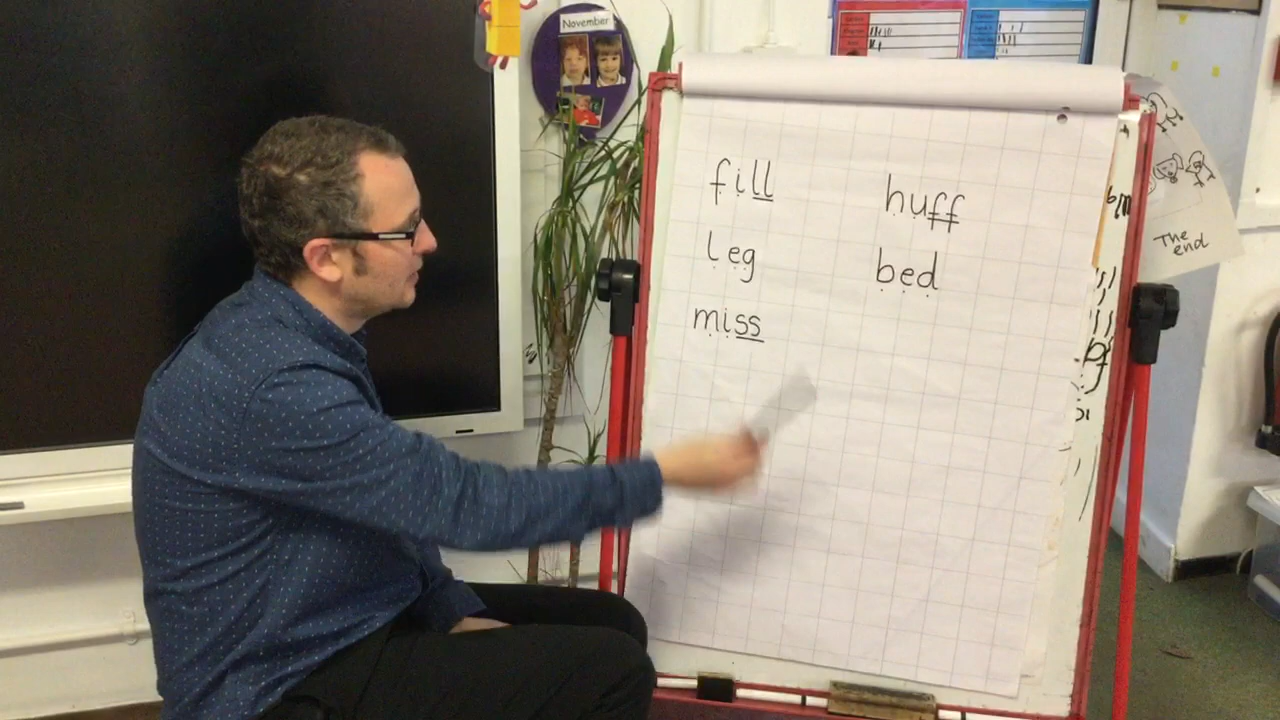 November
fill
huff
leg
bed
miss
The
end